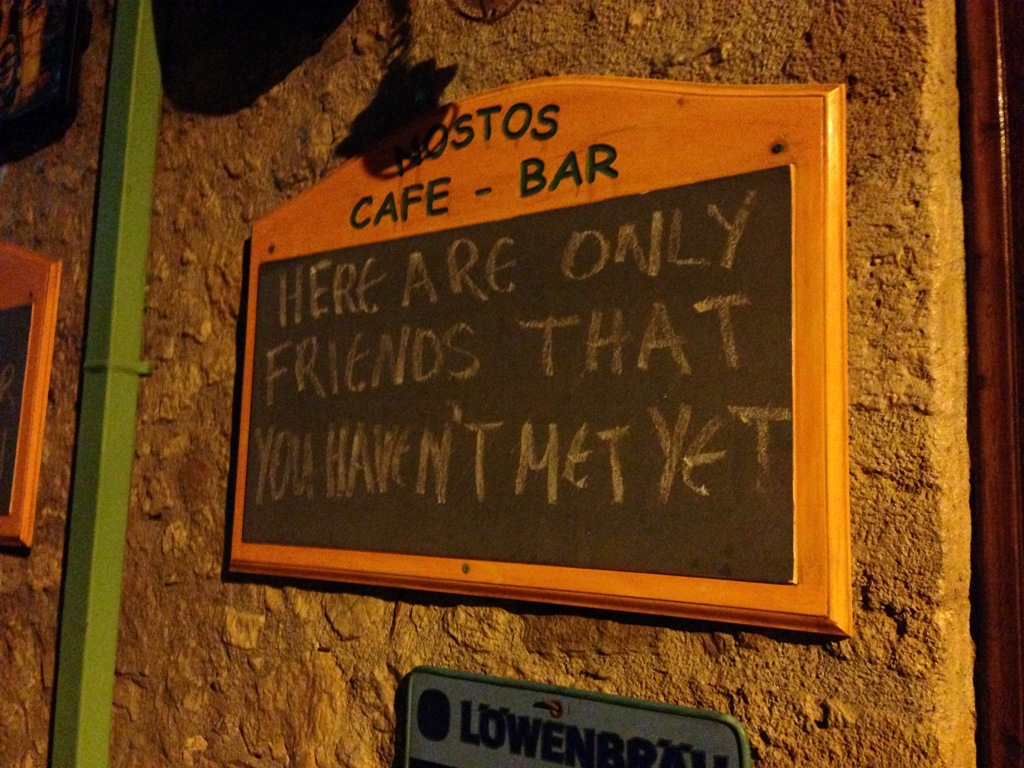 NOSTOS
CAFE - BAR
HERE ARE ONLY
FRIENDS THAT
YOU HAVEN'T MET YET
LÖWENBRÄU